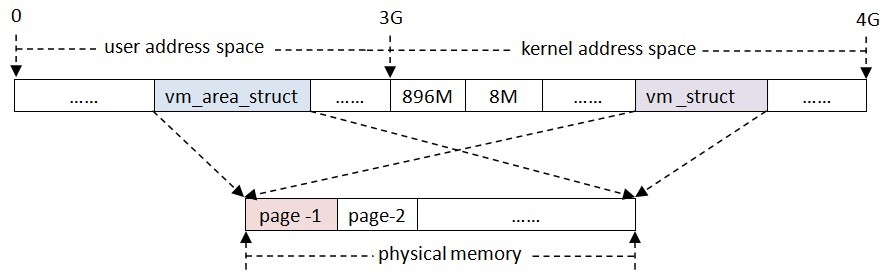 0 3G 4G
user address space kernel address space
...... vm_area_struct ...... 896M 8M ...... vm _struct ......
page -1 page-2 ......
physical memory